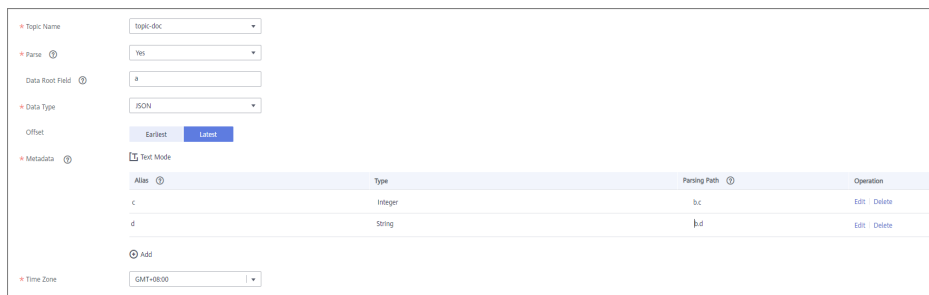 * Topic Name topic-doc
* Parse ? Yes
Data Root Field ? a
* Data Type JSON
Offset Earliest Latest
* Metadata ? Text Mode
Alias ? Type Parsing Path ? Operation
c Integer b.c Edit | Delete
d String b.d Edit | Delete
Add
* Time Zone GMT+08:00